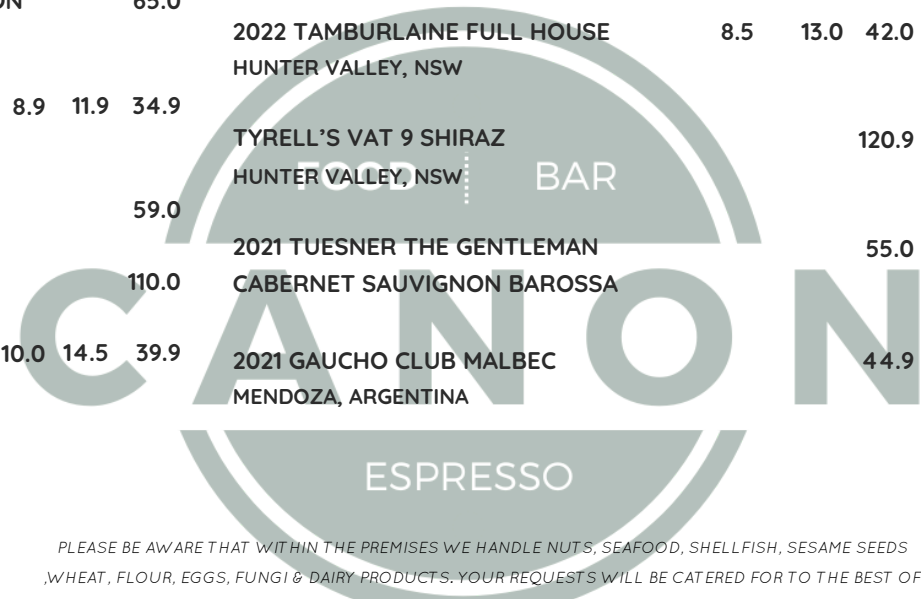 ON 65.0
8.9 11.9 34.9
59.0
110.0
10.0 14.5 39.9
2022 TAMBURLAINE FULL HOUSE 8.5 13.0 42.0
HUNTER VALLEY, NSW
TYRELL'S VAT 9 SHIRAZ 120.9
HUNTER VALLEY, NSW
2021 TUESNER THE GENTLEMAN 55.0
CABERNET SAUVIGNON BAROSSA
2021 GAUCHO CLUB MALBEC 44.9
MENDOZA, ARGENTINA
FOOD BAR
CANON
ESPRESSO
PLEASE BE AWARE THAT WITHIN THE PREMISES WE HANDLE NUTS, SEAFOOD, SHELLFISH, SESAME SEEDS
,WHEAT, FLOUR, EGGS, FUNGI & DAIRY PRODUCTS. YOUR REQUESTS WILL BE CATERED FOR TO THE BEST OF